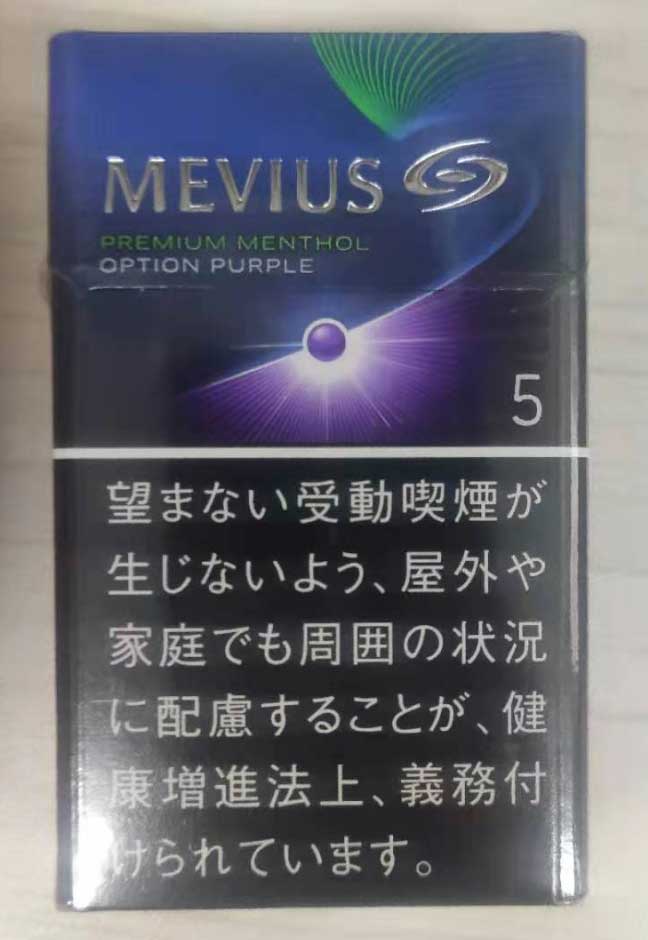 MEVIUS
PREMIUM MENTHOL
OPTION PURPLE
5
望まない受動喫煙が
生じないよう、屋外や
家庭でも周囲の状況
に配慮することが、健
康増進法上、義務付
けられています。